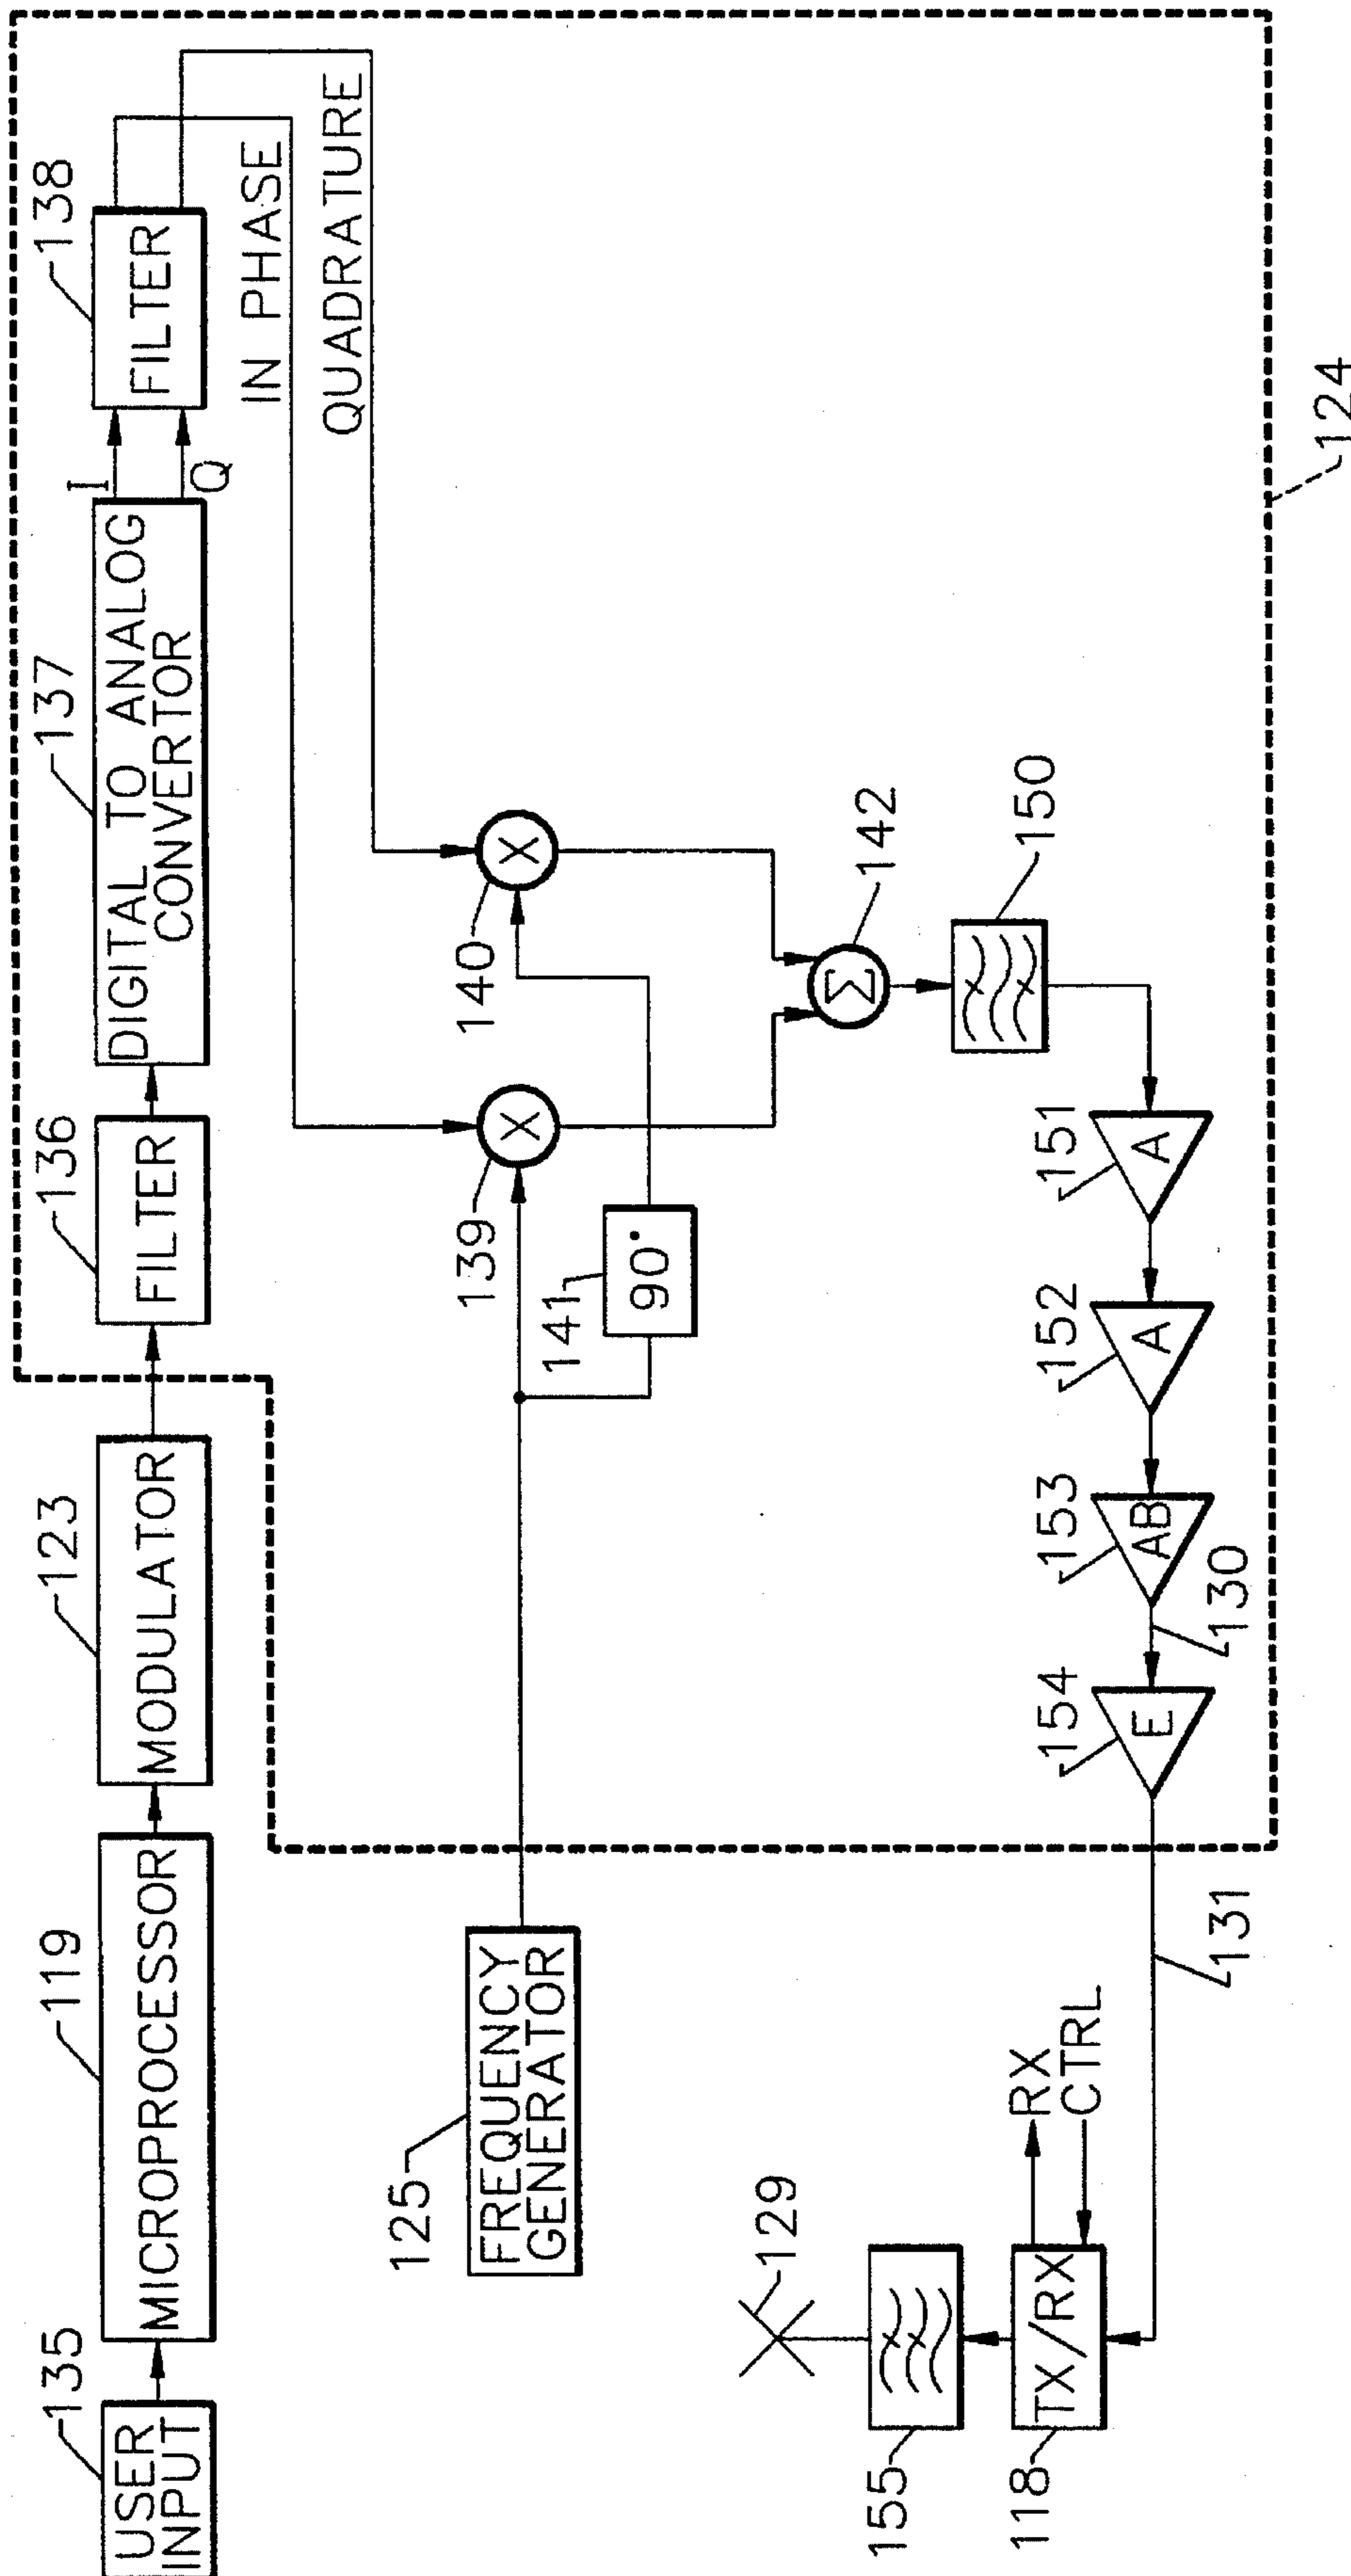 135
USER
INPUT
119
MICROPROCESSOR
123
MODULATOR
136
FILTER
137
DIGITAL TO ANALOG
CONVERTOR
I
Q
138
FILTER
IN PHASE
QUADRATURE
125
FREQUENCY
GENERATOR
139
X
140
X
141
90°
142
Σ
150
129
155
118
TX/RX
RX
CTRL
131
154
E
130
153
AB
152
A
151
A
124